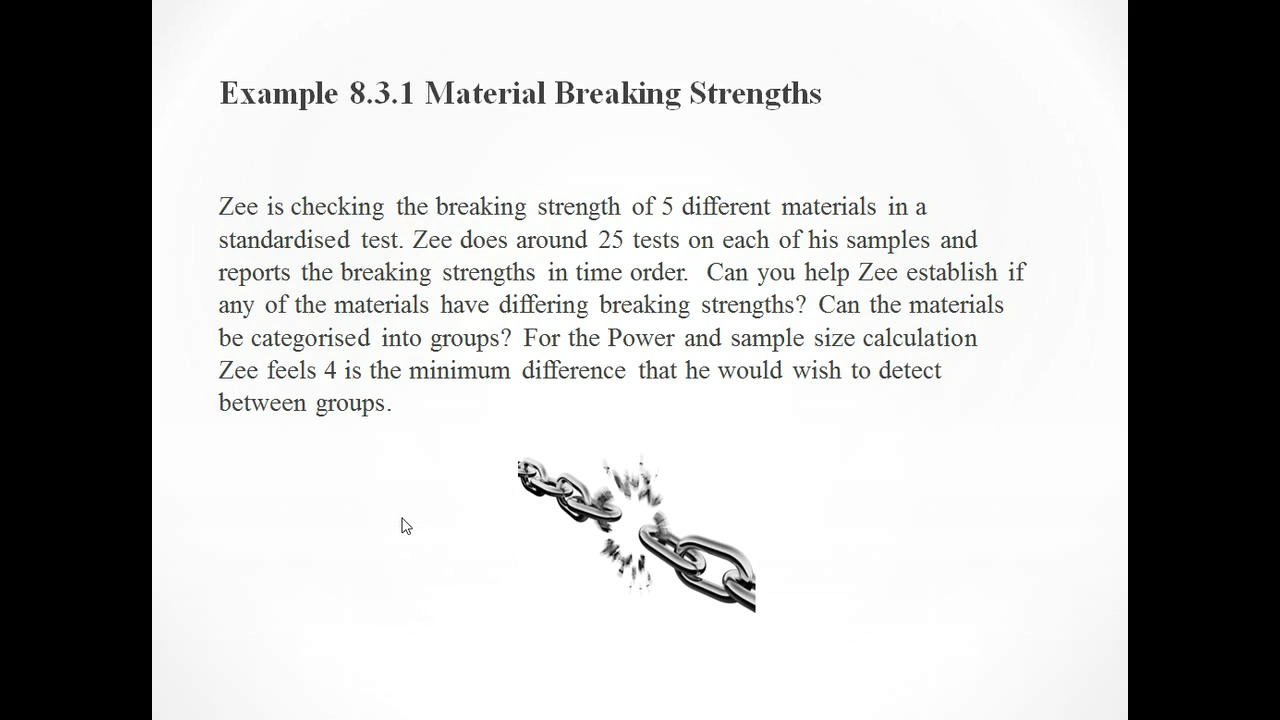 Example 8.3.1 Material Breaking Strengths
Zee is checking the breaking strength of 5 different materials in a
standardised test. Zee does around 25 tests on each of his samples and
reports the breaking strengths in time order. Can you help Zee establish if
any of the materials have differing breaking strengths? Can the materials
be categorised into groups? For the Power and sample size calculation
Zee feels 4 is the minimum difference that he would wish to detect
between groups.